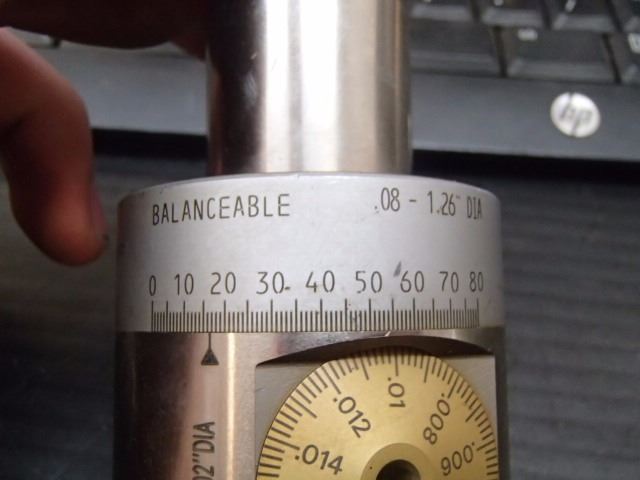 hp
BALANCEABLE .08 - 1.26" DIA
0 10 20 30 40 50 60 70 80
02"DIA
.014 .012 .01 .008 .006